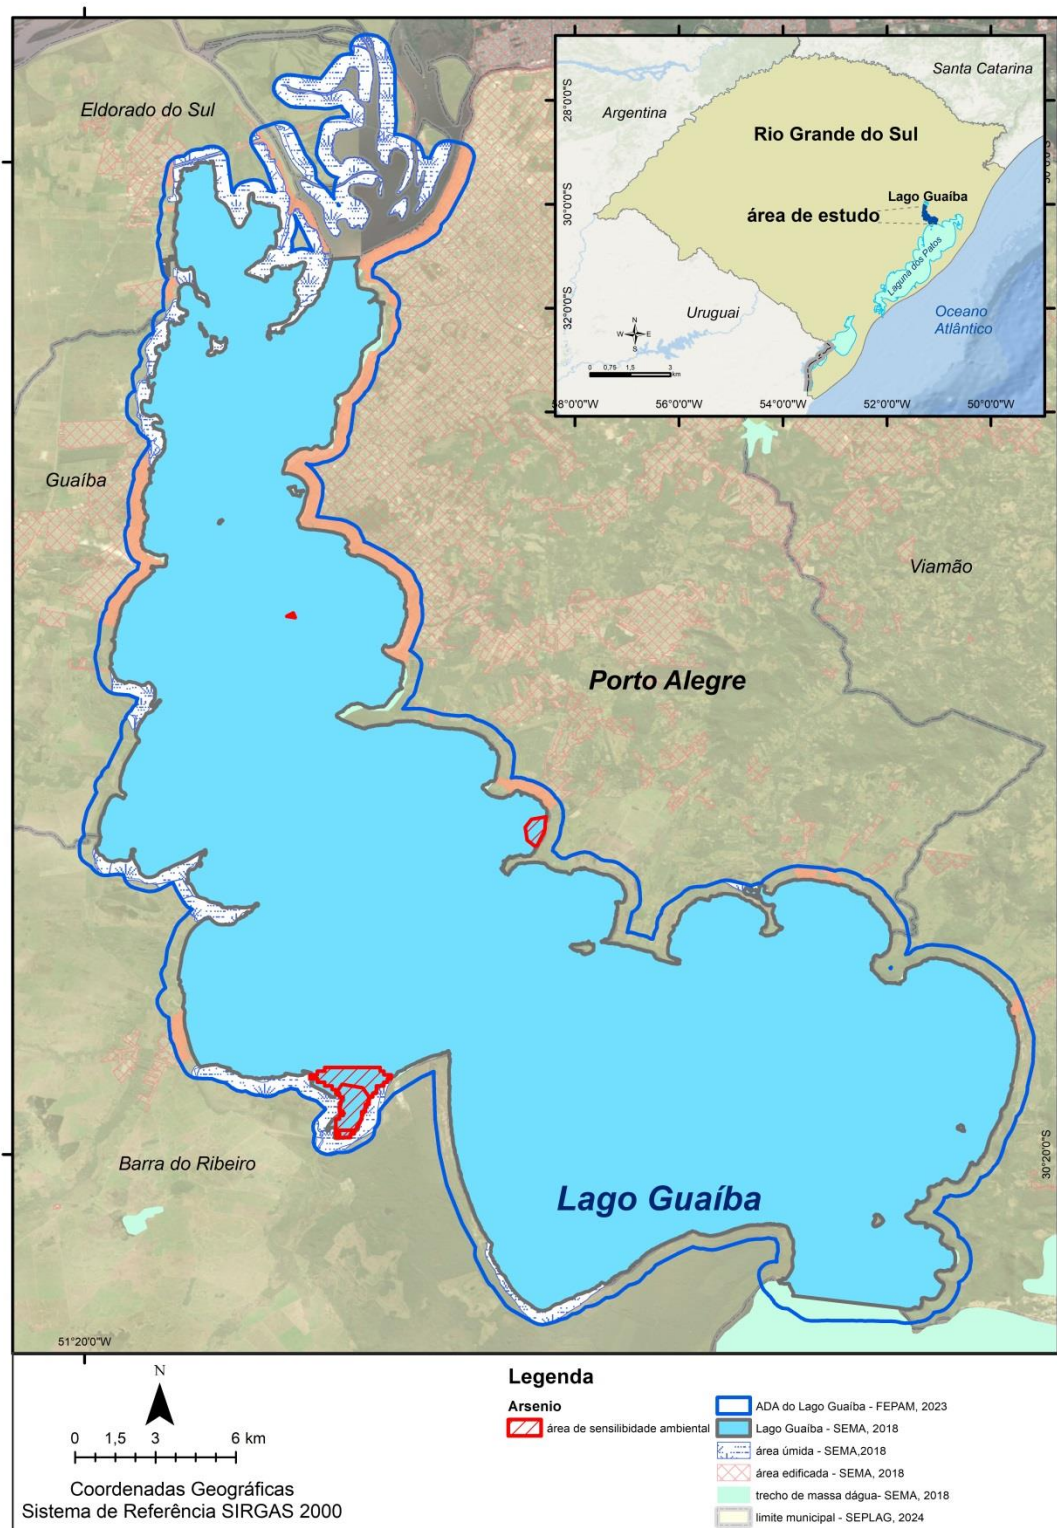 Eldorado do Sul
Guaíba
Porto Alegre
Viamão
Barra do Ribeiro
Lago Guaíba
51°20'0"W
30°20'0"S
Argentina
Santa Catarina
Rio Grande do Sul
Lago Guaíba
área de estudo
Laguna dos Patos
Uruguai
Oceano
Atlântico
N
W E
S
0 0,75 1,5 3
km
28°0'0"S
30°0'0"S
32°0'0"S
58°0'0"W 56°0'0"W 54°0'0"W 52°0'0"W 50°0'0"W
N
0 1,5 3 6 km
Coordenadas Geográficas
Sistema de Referência SIRGAS 2000
Legenda
Arsenio
área de sensilibidade ambiental
ADA do Lago Guaíba - FEPAM, 2023
Lago Guaíba - SEMA, 2018
área úmida - SEMA,2018
área edificada - SEMA, 2018
trecho de massa dágua- SEMA, 2018
limite municipal - SEPLAG, 2024